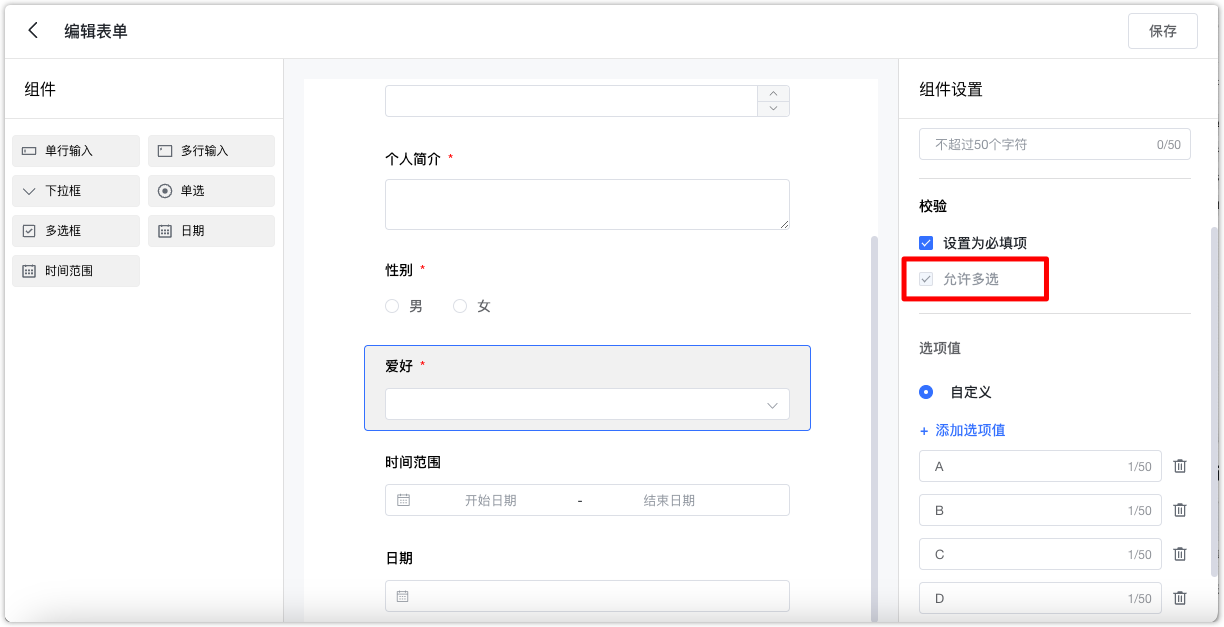 编辑表单
保存
组件
单行输入
多行输入
下拉框
单选
多选框
日期
时间范围
个人简介 *
性别 *
男 女
爱好 *
时间范围
开始日期 - 结束日期
日期
组件设置
不超过50个字符 0/50
校验
设置为必填项
允许多选
选项值
自定义
+ 添加选项值
A 1/50
B 1/50
C 1/50
D 1/50